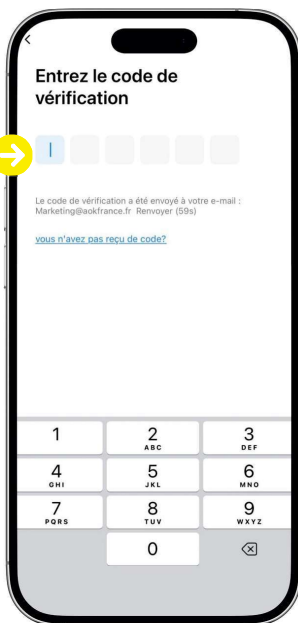 Entrez le code de
vérification
Le code de vérification a été envoyé à votre e-mail :
Marketing@aokfrance.fr Renvoyer (59s)
vous n'avez pas reçu de code?
1 2 3
ABC DEF
4 5 6
GHI JKL MNO
7 8 9
PQRS TUV WXYZ
0